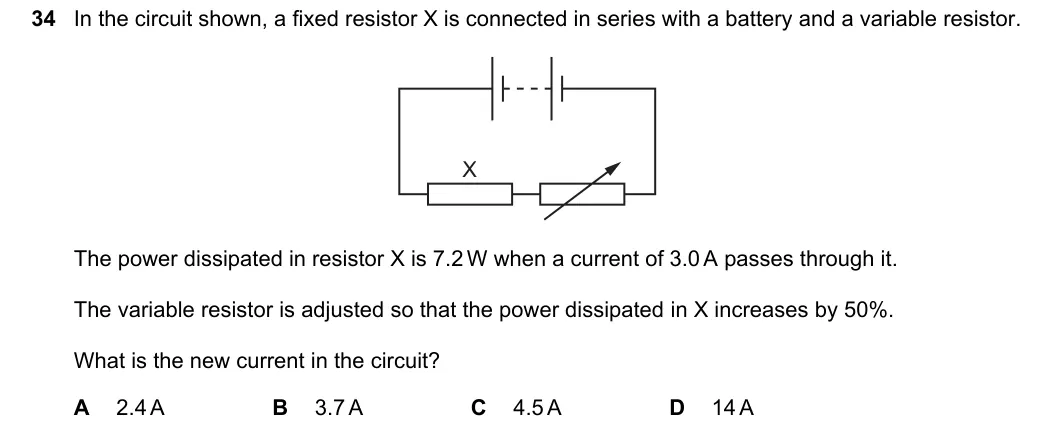 34 In the circuit shown, a fixed resistor X is connected in series with a battery and a variable resistor.
X
The power dissipated in resistor X is 7.2 W when a current of 3.0 A passes through it.
The variable resistor is adjusted so that the power dissipated in X increases by 50%.
What is the new current in the circuit?
A 2.4 A B 3.7 A C 4.5 A D 14 A